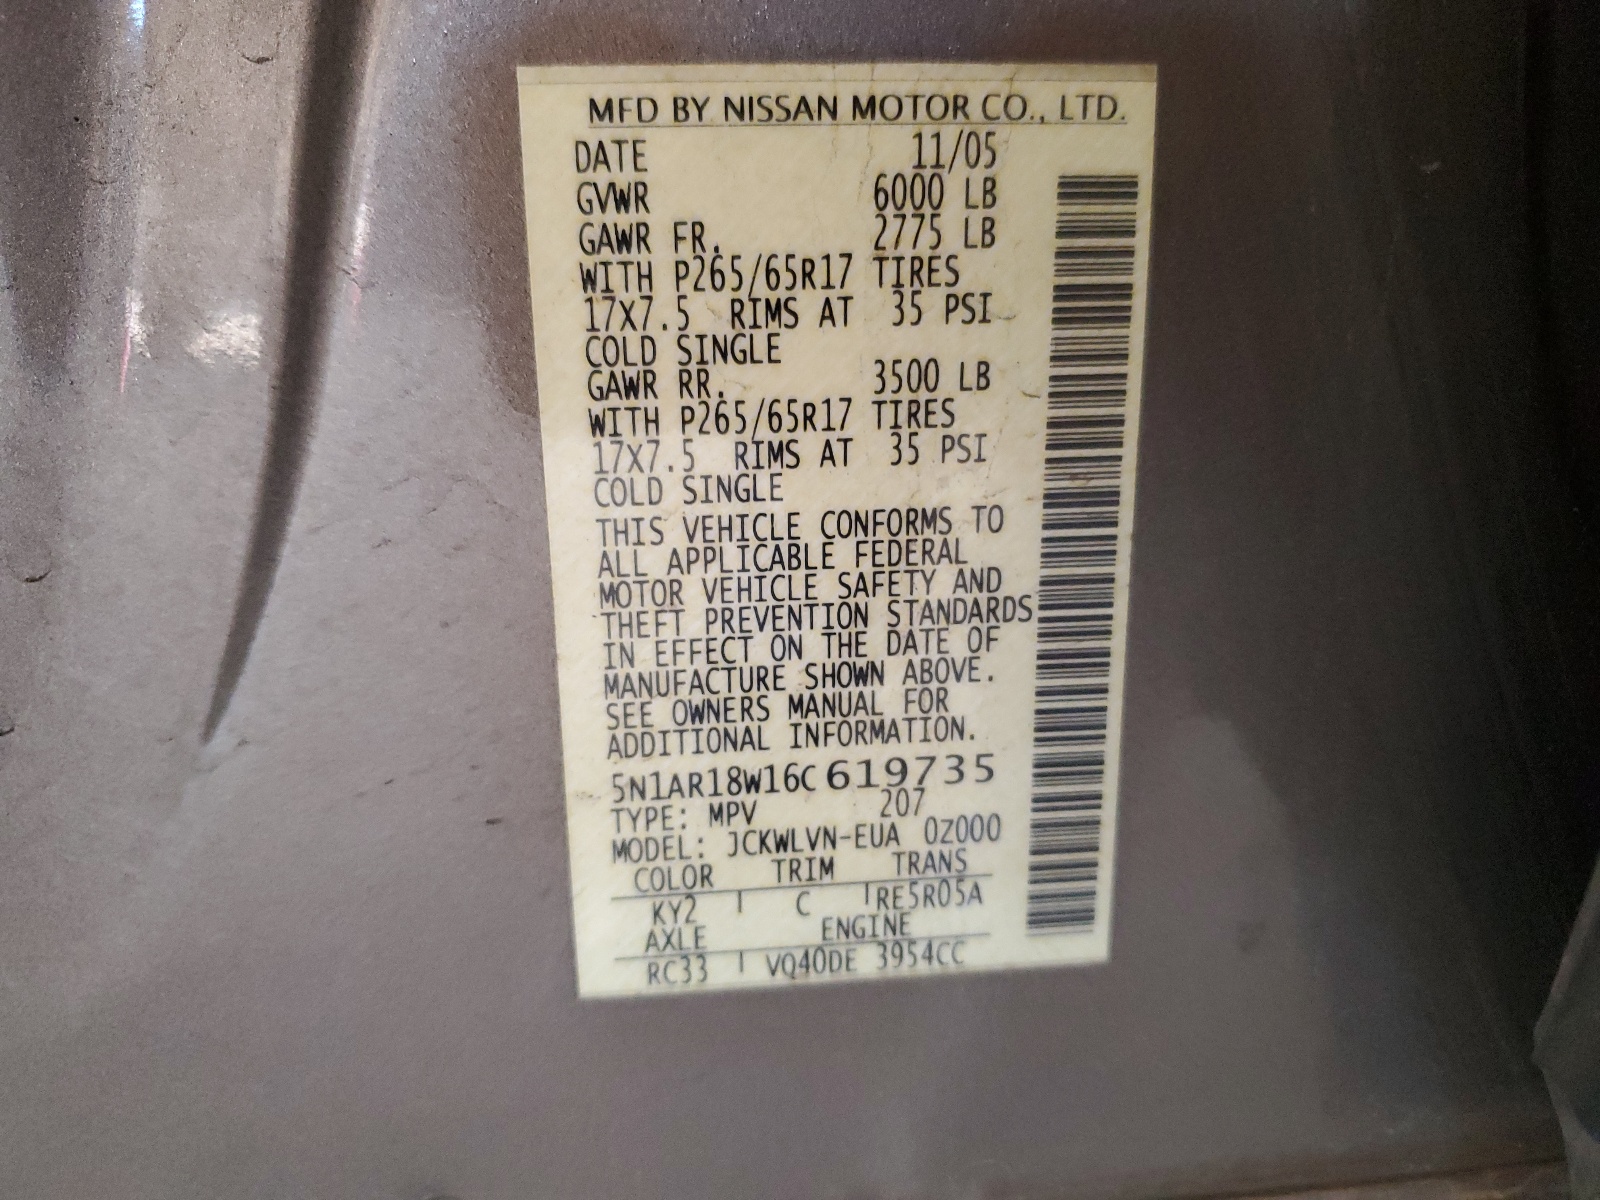 MFD BY NISSAN MOTOR CO., LTD.
DATE 11/05
GVWR 6000 LB
GAWR FR. 2775 LB
WITH P265/65R17 TIRES
17X7.5 RIMS AT 35 PSI
COLD SINGLE
GAWR RR. 3500 LB
WITH P265/65R17 TIRES
17X7.5 RIMS AT 35 PSI
COLD SINGLE
THIS VEHICLE CONFORMS TO
ALL APPLICABLE FEDERAL
MOTOR VEHICLE SAFETY AND
THEFT PREVENTION STANDARDS
IN EFFECT ON THE DATE OF
MANUFACTURE SHOWN ABOVE.
SEE OWNERS MANUAL FOR
ADDITIONAL INFORMATION.
5N1AR18W16C619735
TYPE: MPV 207
MODEL: JCKWLVN-EUA 0Z000
COLOR TRIM TRANS
KY2 C RE5R05A
AXLE ENGINE
RC33 VQ40DE 3954CC